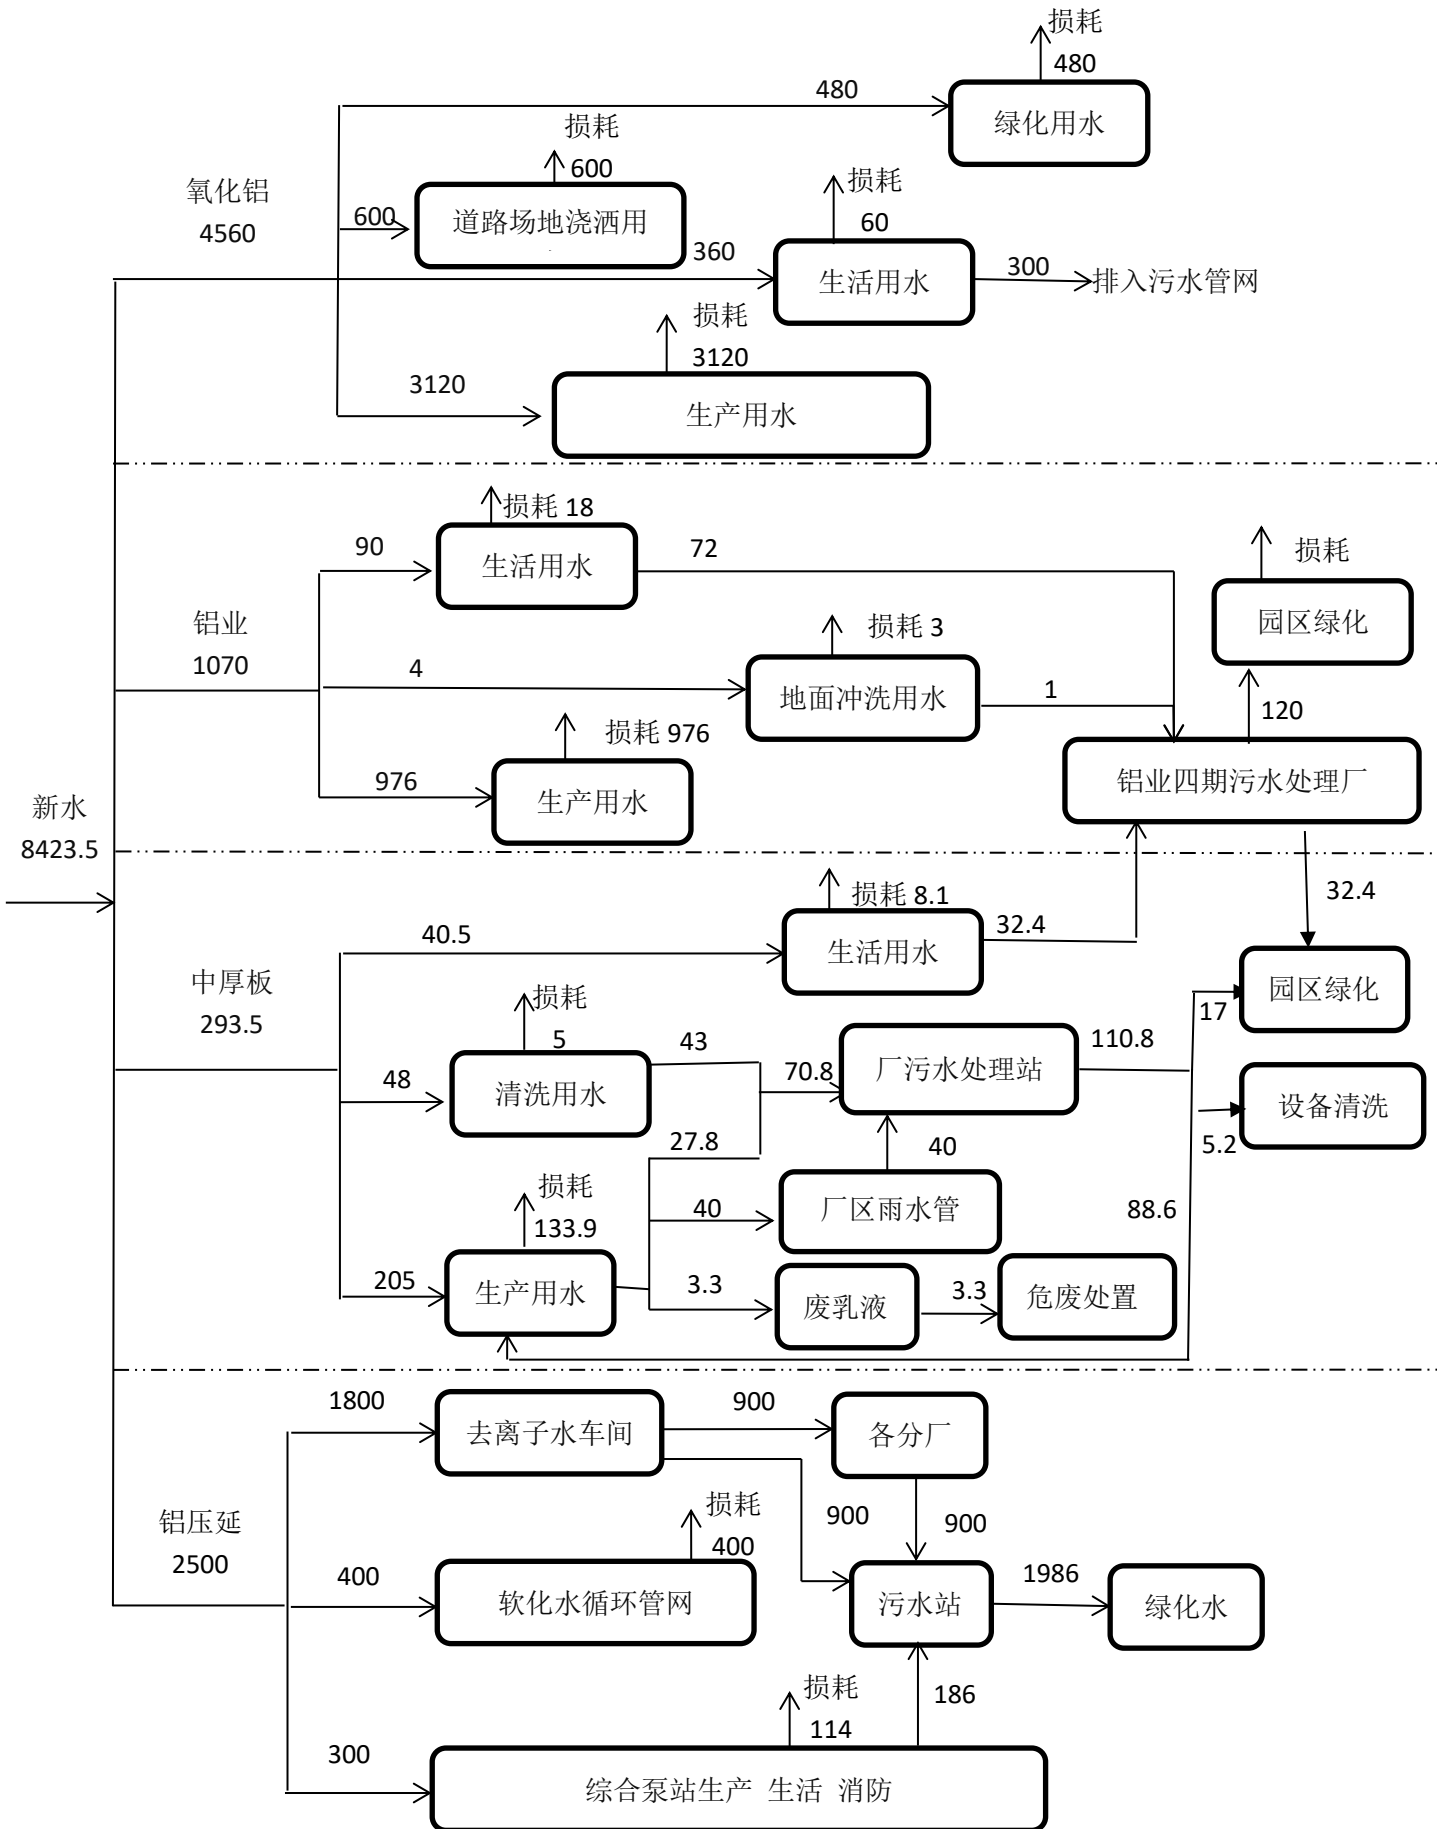 损耗
480
480
绿化用水
损耗
600
氧化铝
4560
600
道路场地浇洒用
损耗
60
360
生活用水
300
排入污水管网
损耗
3120
3120
生产用水
损耗 18
90
生活用水
72
损耗
园区绿化
铝业
1070
4
损耗 3
地面冲洗用水
1
120
损耗 976
976
生产用水
铝业四期污水处理厂
新水
8423.5
损耗 8.1
32.4
40.5
生活用水
32.4
中厚板
293.5
损耗
5
43
园区绿化
17
48
清洗用水
70.8
厂污水处理站
110.8
设备清洗
5.2
27.8
40
损耗
133.9
40
厂区雨水管
88.6
205
生产用水
3.3
废乳液
3.3
危废处置
1800
去离子水车间
900
各分厂
铝压延
2500
损耗
400
900
900
400
软化水循环管网
污水站
1986
绿化水
损耗
114
186
300
综合泵站生产 生活 消防